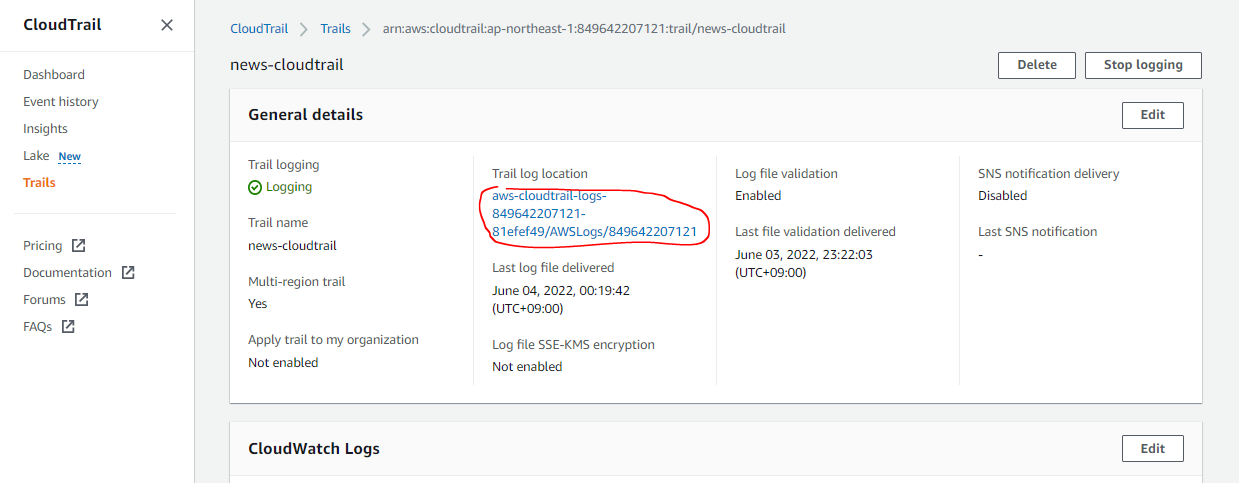 CloudTrail
Dashboard
Event history
Insights
Lake New
Trails
Pricing
Documentation
Forums
FAQs
CloudTrail > Trails > arn:aws:cloudtrail:ap-northeast-1:849642207121:trail/news-cloudtrail
news-cloudtrail
Delete
Stop logging
General details
Edit
Trail logging
Logging
Trail name
news-cloudtrail
Multi-region trail
Yes
Apply trail to my organization
Not enabled
Trail log location
aws-cloudtrail-logs-
849642207121-
81efef49/AWSLogs/849642207121
Last log file delivered
June 04, 2022, 00:19:42
(UTC+09:00)
Log file SSE-KMS encryption
Not enabled
Log file validation
Enabled
Last file validation delivered
June 03, 2022, 23:22:03
(UTC+09:00)
SNS notification delivery
Disabled
Last SNS notification
-
CloudWatch Logs
Edit